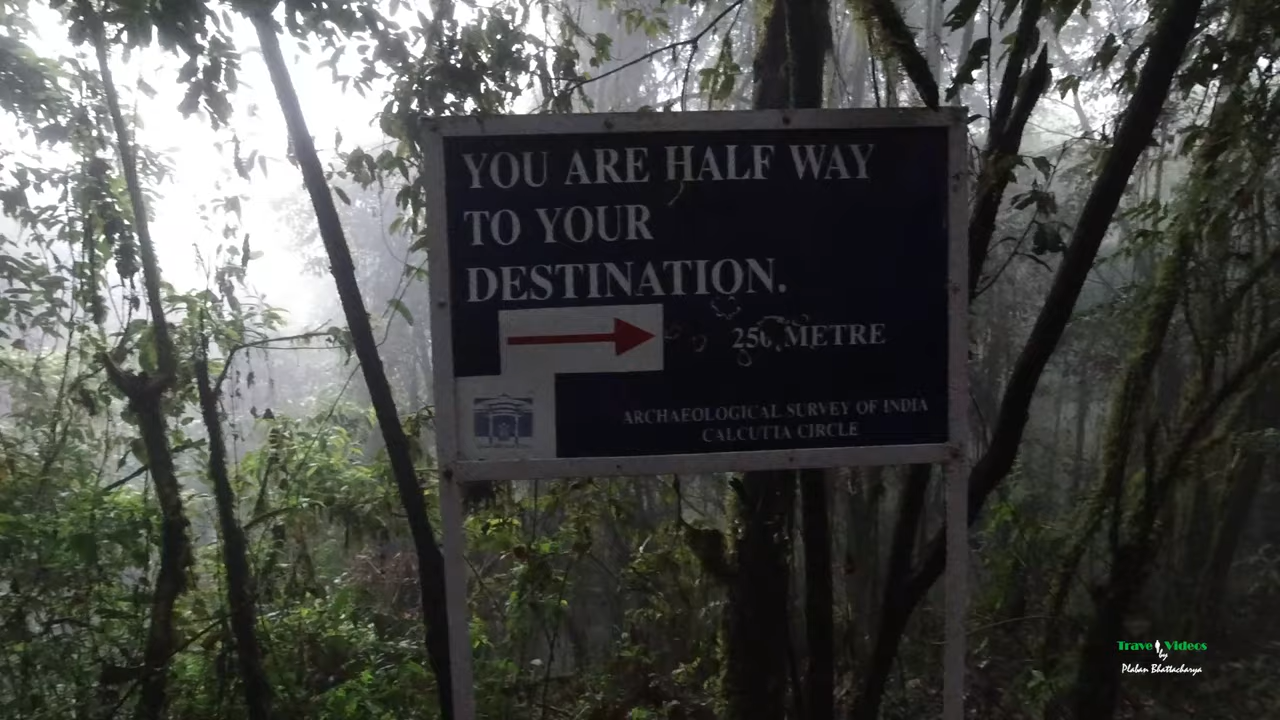 YOU ARE HALF WAY
TO YOUR
DESTINATION.
250 METRE
ARCHAEOLOGICAL SURVEY OF INDIA
CALCUTTA CIRCLE
Travel Videos
by
Plaban Bhattacharya